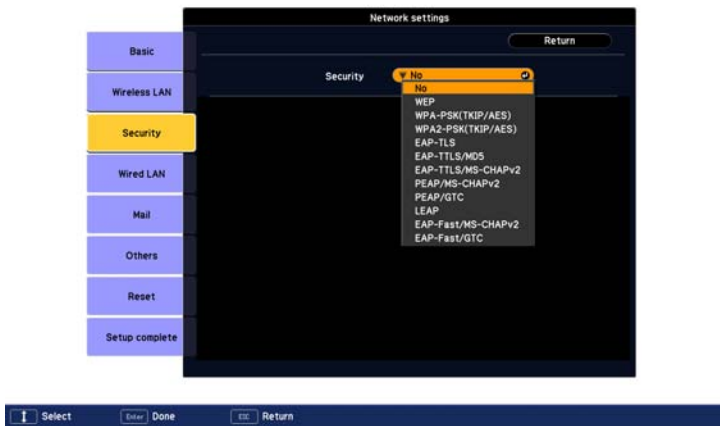 Network settings
Return
Basic
Wireless LAN
Security
Wired LAN
Mail
Others
Reset
Setup complete
Security
No
No
WEP
WPA-PSK(TKIP/AES)
WPA2-PSK(TKIP/AES)
EAP-TLS
EAP-TTLS/MD5
EAP-TTLS/MS-CHAPv2
PEAP/MS-CHAPv2
PEAP/GTC
LEAP
EAP-Fast/MS-CHAPv2
EAP-Fast/GTC
Select
Enter Done
ESC Return